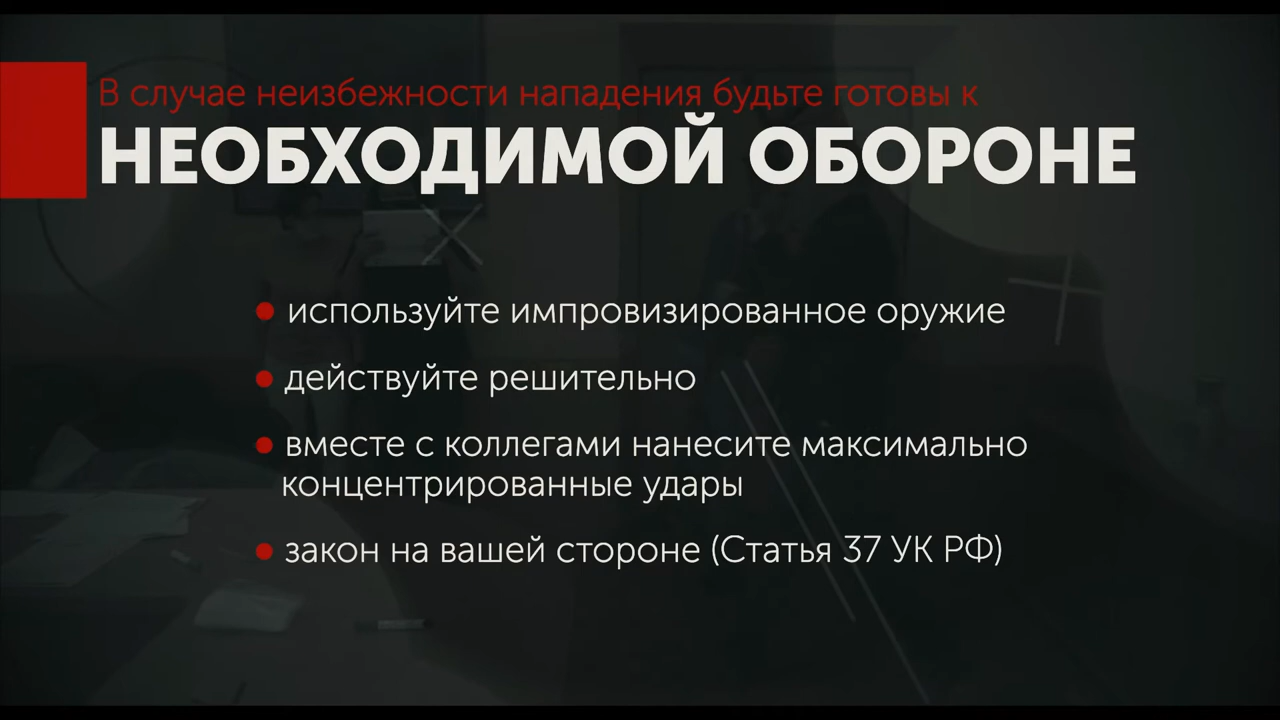 В случае неизбежности нападения будьте готовы к
НЕОБХОДИМОЙ ОБОРОНЕ
используйте импровизированное оружие
действуйте решительно
вместе с коллегами нанесите максимально
концентрированные удары
закон на вашей стороне (Статья 37 УК РФ)